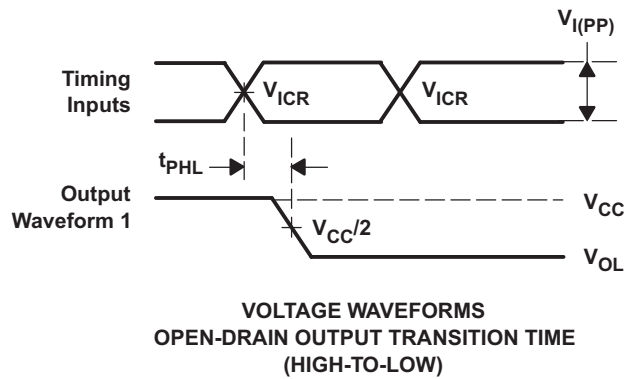 V_I(PP)
Timing
Inputs
V_ICR
V_ICR
t_PHL
Output
Waveform 1
V_CC
V_CC/2
V_OL
VOLTAGE WAVEFORMS
OPEN-DRAIN OUTPUT TRANSITION TIME
(HIGH-TO-LOW)